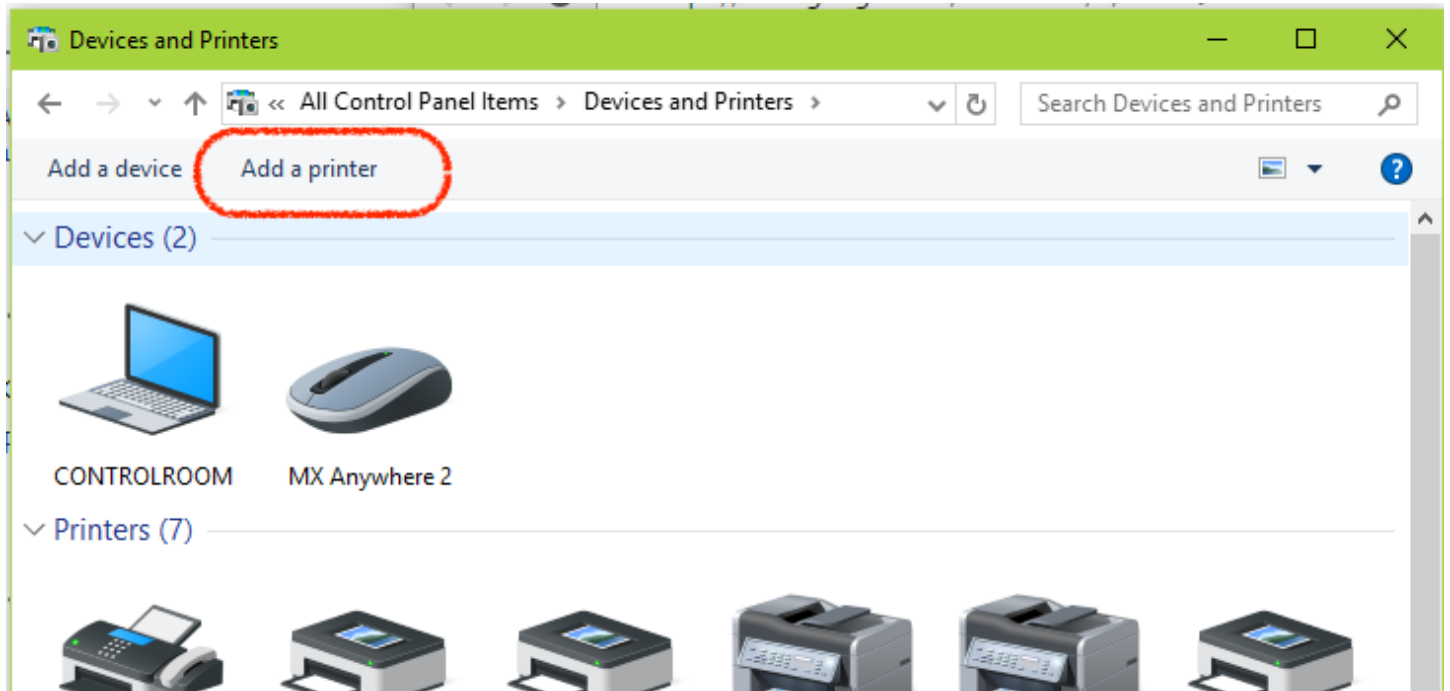 Devices and Printers
« All Control Panel Items > Devices and Printers > Search Devices and Printers
Add a device Add a printer ?
Devices (2)
CONTROLROOM MX Anywhere 2
Printers (7)